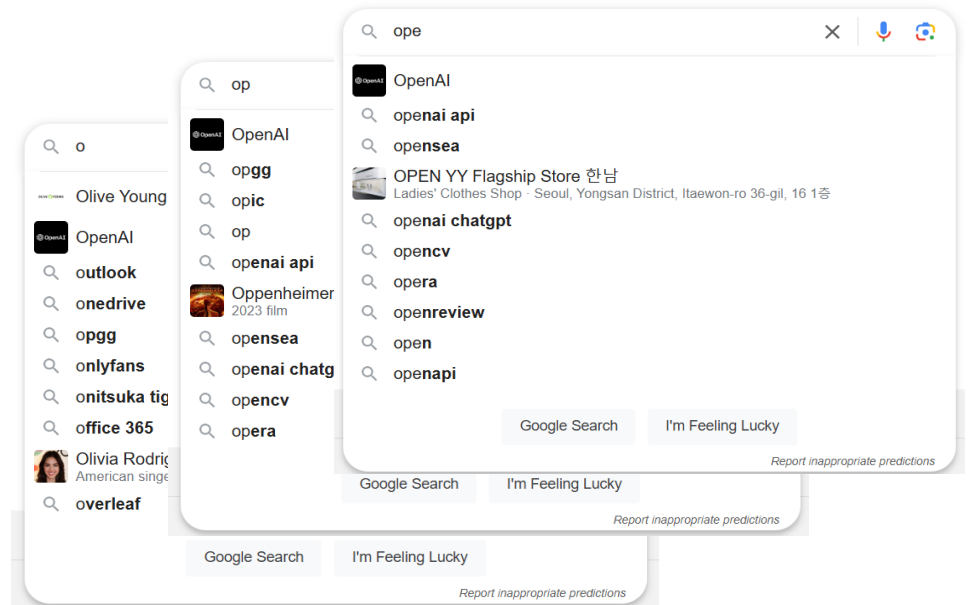 o
Olive Young
OpenAI
outlook
onedrive
opgg
onlyfans
onitsuka tig
office 365
Olivia Rodrig
American singe
overleaf
Google Search
I'm Feeling Lucky
Report inappropriate predictions
op
OpenAI
OpenAI
opgg
opic
op
openai api
Oppenheimer
2023 film
opensea
openai chatg
opencv
opera
Google Search
I'm Feeling Lucky
Report inappropriate predictions
ope
OpenAI
OpenAI
openai api
opensea
OPEN YY Flagship Store 한남
Ladies' Clothes Shop · Seoul, Yongsan District, Itaewon-ro 36-gil, 16 1층
openai chatgpt
opencv
opera
openreview
open
openapi
Google Search
I'm Feeling Lucky
Report inappropriate predictions